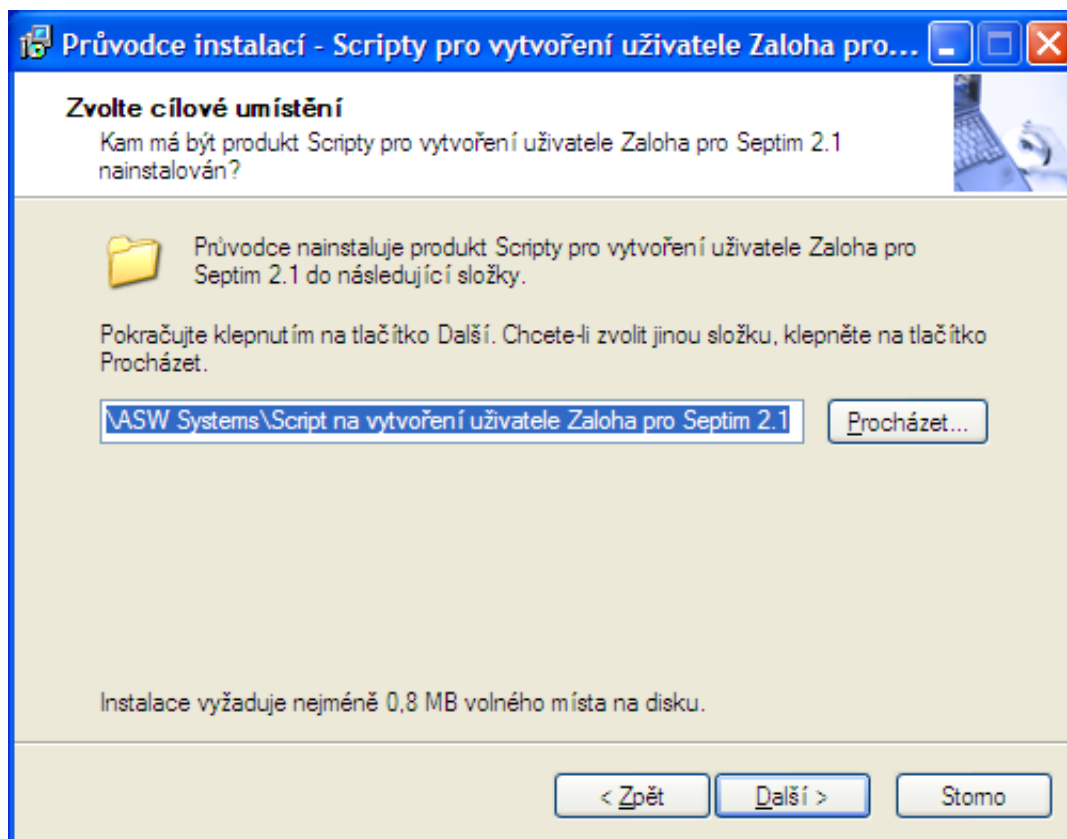 Průvodce instalací - Scripty pro vytvoření uživatele Zaloha pro...
Zvolte cílové umístění
Kam má být produkt Scripty pro vytvoření uživatele Zaloha pro Septim 2.1
nainstalován?
Průvodce nainstaluje produkt Scripty pro vytvoření uživatele Zaloha pro
Septim 2.1 do následující složky.
Pokračujte klepnutím na tlačítko Další. Chcete-li zvolit jinou složku, klepněte na tlačítko
Procházet.
\ASW Systems\Script na vytvoření uživatele Zaloha pro Septim 2.1
Procházet...
Instalace vyžaduje nejméně 0,8 MB volného místa na disku.
< Zpět
Další >
Storno